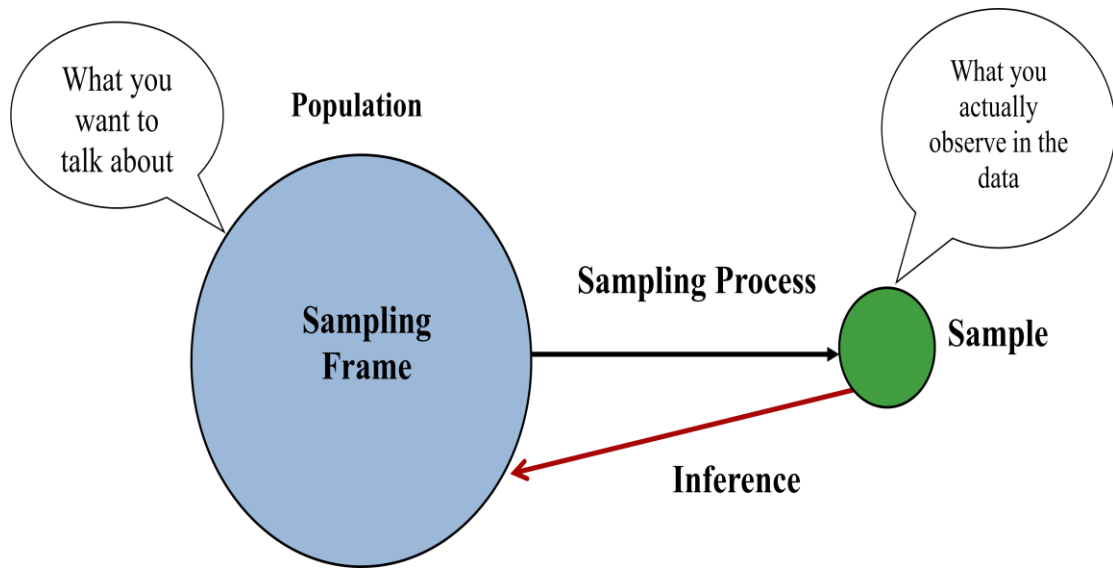 What you
want to
talk about
Population
What you
actually
observe in the
data
Sampling Process
Sampling
Frame
Sample
Inference